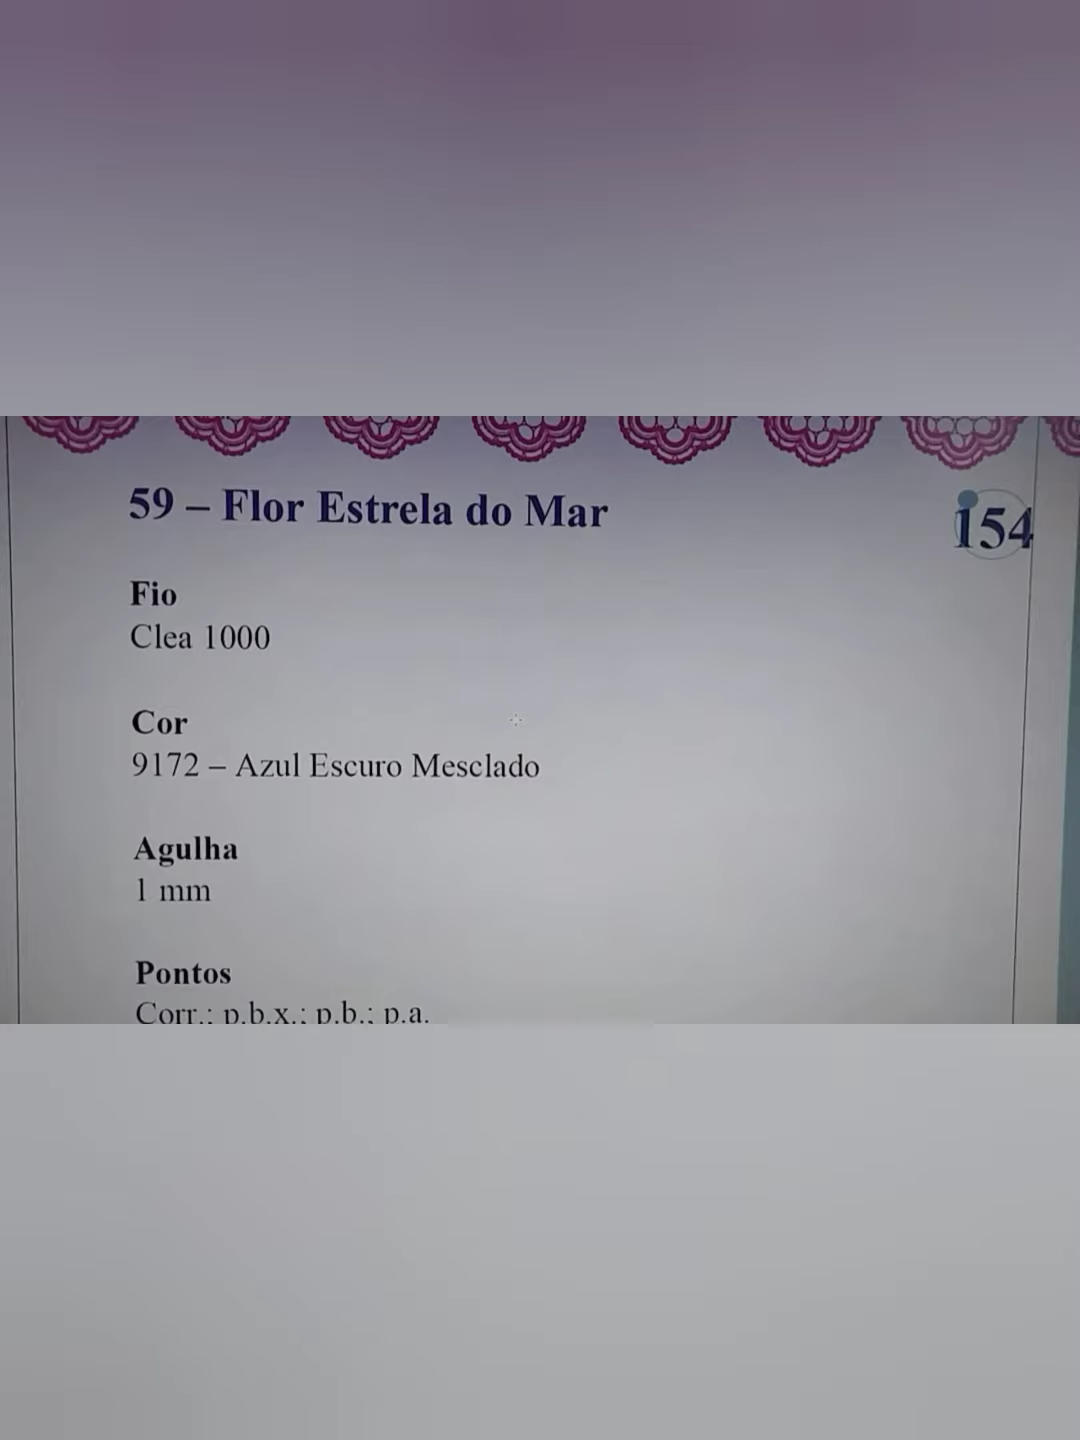 59 – Flor Estrela do Mar
154
Fio
Clea 1000
Cor
9172 – Azul Escuro Mesclado
Agulha
1 mm
Pontos
Corr.; p.b.x.; p.b.; p.a.